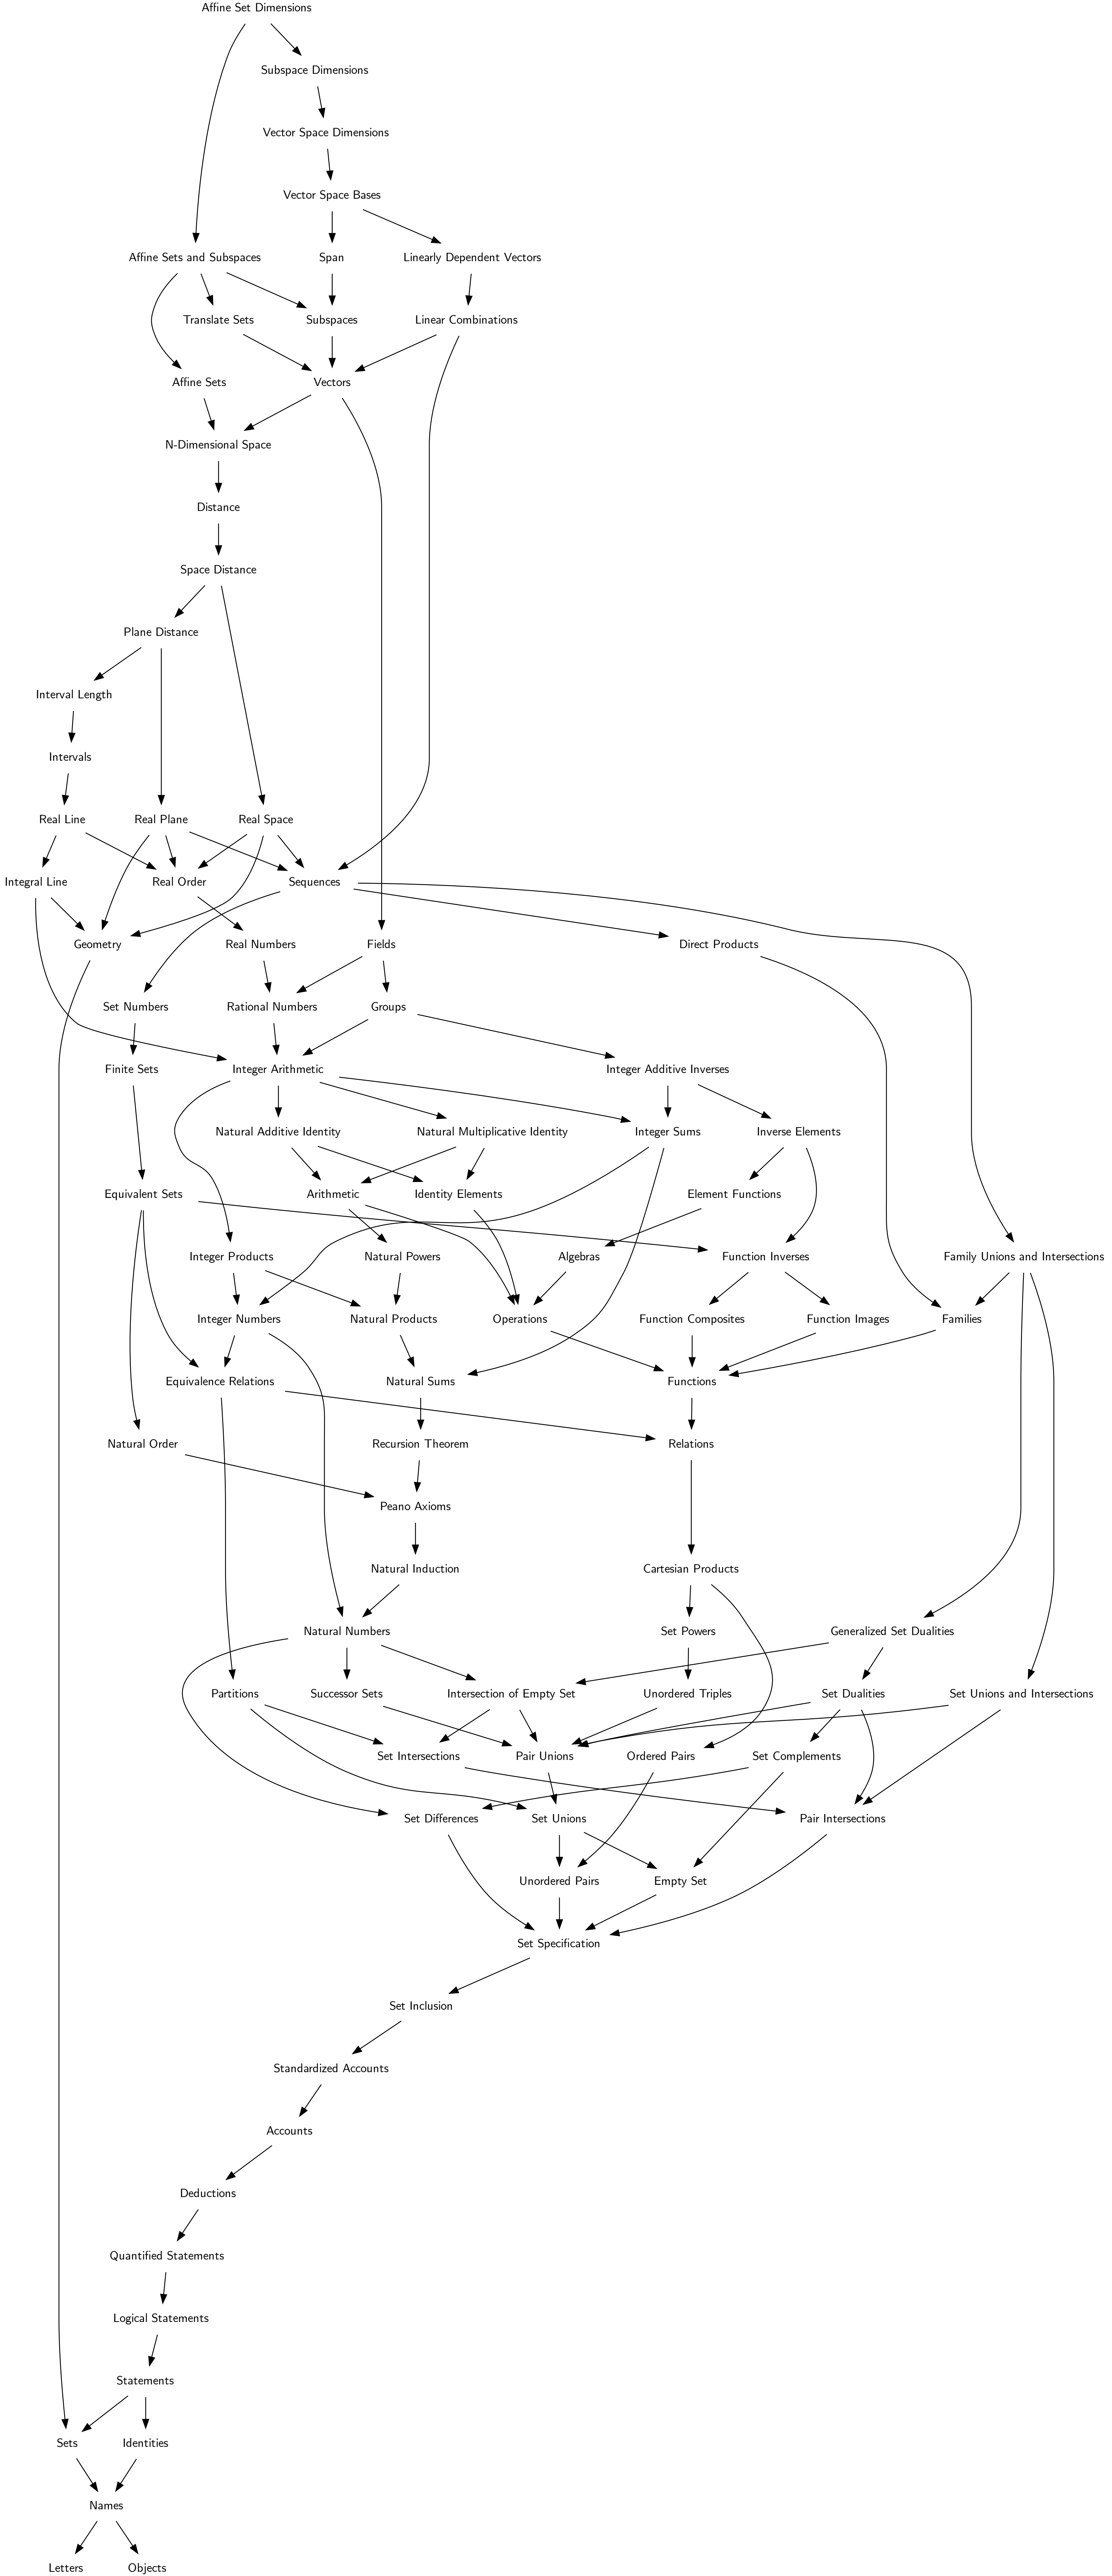 Affine Set Dimensions
Subspace Dimensions
Vector Space Dimensions
Vector Space Bases
Affine Sets and Subspaces
Span
Linearly Dependent Vectors
Translate Sets
Subspaces
Linear Combinations
Affine Sets
Vectors
N-Dimensional Space
Distance
Space Distance
Plane Distance
Interval Length
Intervals
Real Line
Real Plane
Real Space
Integral Line
Real Order
Sequences
Geometry
Real Numbers
Fields
Direct Products
Set Numbers
Rational Numbers
Groups
Finite Sets
Integer Arithmetic
Integer Additive Inverses
Natural Additive Identity
Natural Multiplicative Identity
Integer Sums
Inverse Elements
Equivalent Sets
Arithmetic
Identity Elements
Element Functions
Integer Products
Natural Powers
Algebras
Function Inverses
Family Unions and Intersections
Integer Numbers
Natural Products
Operations
Function Composites
Function Images
Families
Equivalence Relations
Natural Sums
Functions
Natural Order
Recursion Theorem
Relations
Peano Axioms
Natural Induction
Cartesian Products
Natural Numbers
Set Powers
Generalized Set Dualities
Partitions
Successor Sets
Intersection of Empty Set
Unordered Triples
Set Dualities
Set Unions and Intersections
Set Intersections
Pair Unions
Ordered Pairs
Set Complements
Set Differences
Set Unions
Pair Intersections
Unordered Pairs
Empty Set
Set Specification
Set Inclusion
Standardized Accounts
Accounts
Deductions
Quantified Statements
Logical Statements
Statements
Sets
Identities
Names
Letters
Objects